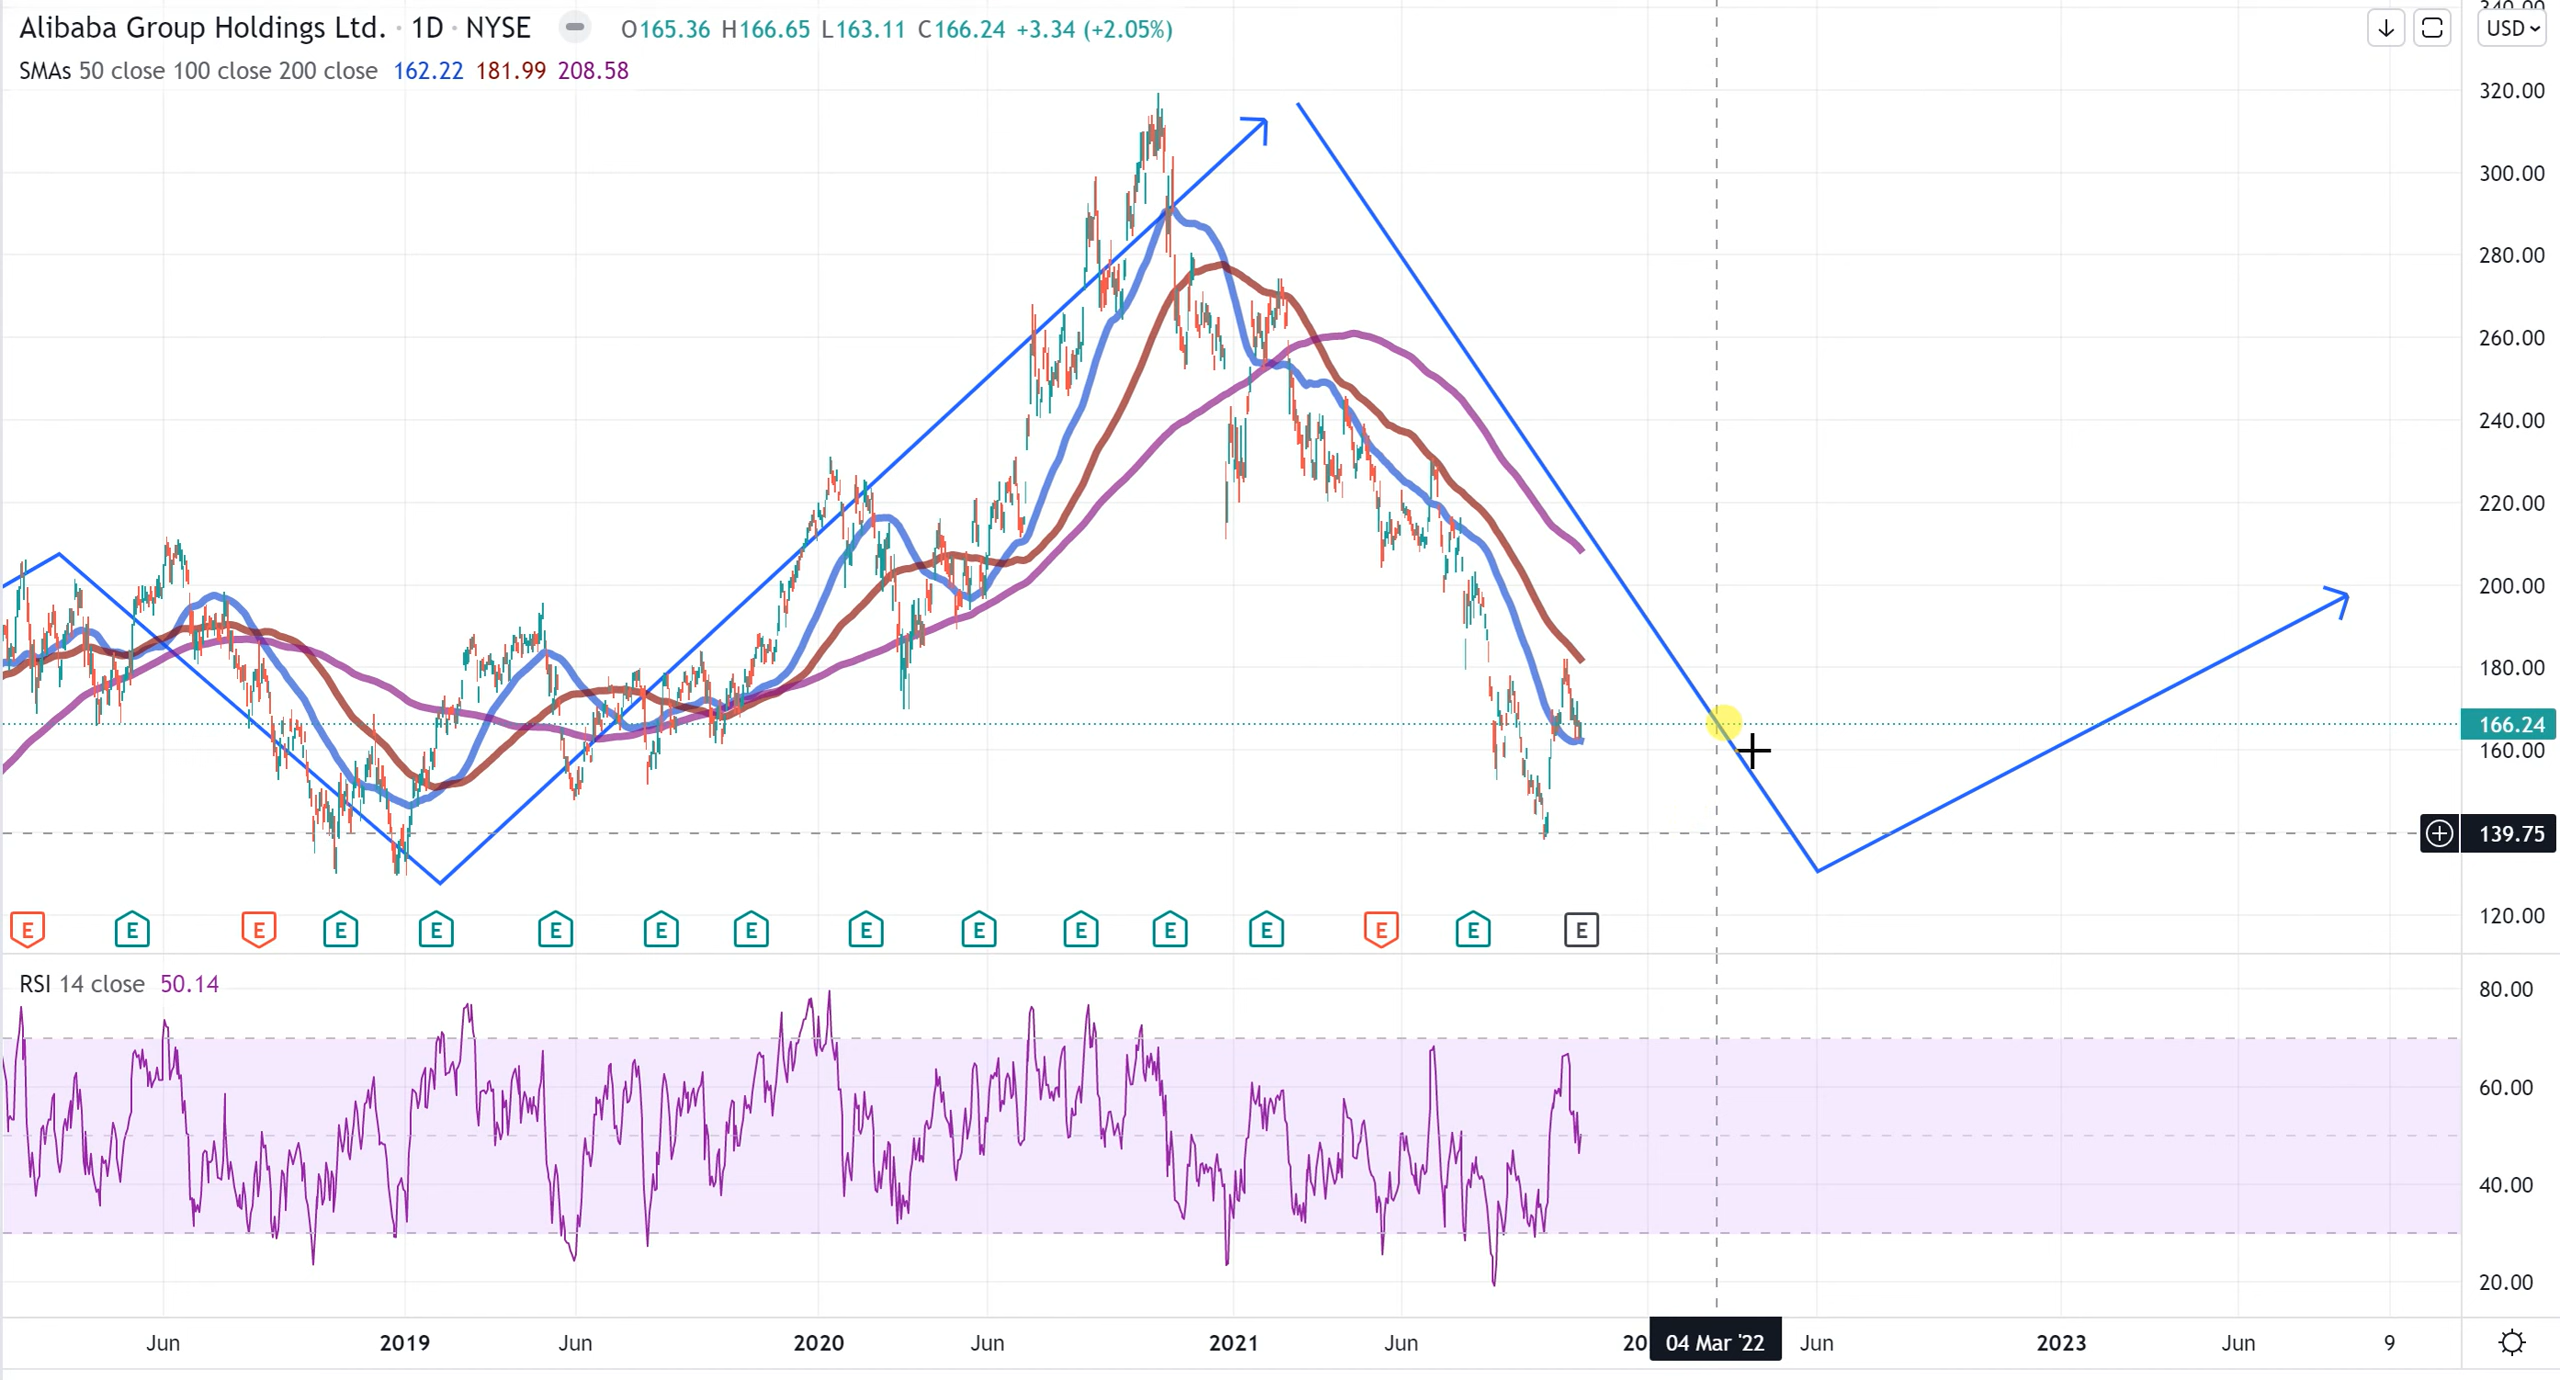 Alibaba Group Holdings Ltd. · 1D · NYSE O165.36 H166.65 L163.11 C166.24 +3.34 (+2.05%)
USD
SMAs 50 close 100 close 200 close 162.22 181.99 208.58
340.00
320.00
300.00
280.00
260.00
240.00
220.00
200.00
180.00
166.24
160.00
139.75
120.00
E E E E E E E E E E E E E E E E
RSI 14 close 50.14
80.00
60.00
40.00
20.00
Jun 2019 Jun 2020 Jun 2021 Jun 20 04 Mar '22 Jun 2023 Jun 9